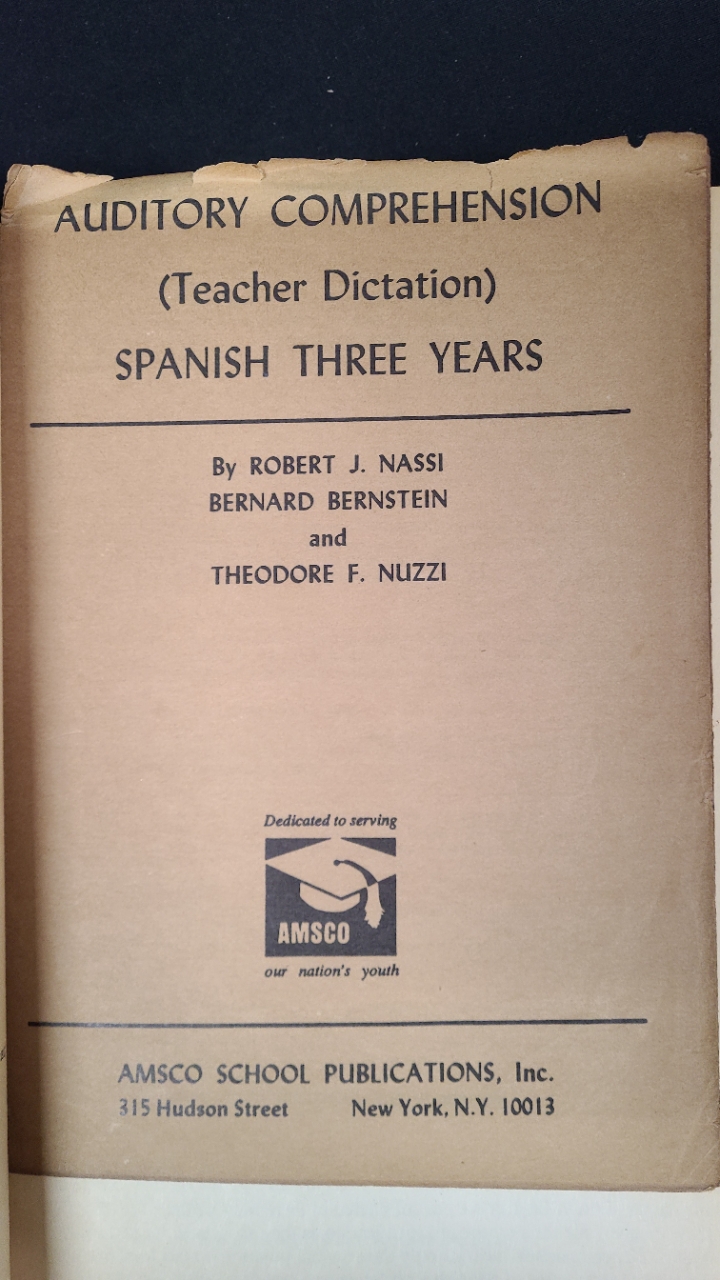 AUDITORY COMPREHENSION
(Teacher Dictation)
SPANISH THREE YEARS
By ROBERT J. NASSI
BERNARD BERNSTEIN
and
THEODORE F. NUZZI
Dedicated to serving
AMSCO
our nation's youth
AMSCO SCHOOL PUBLICATIONS, Inc.
315 Hudson Street New York, N.Y. 10013